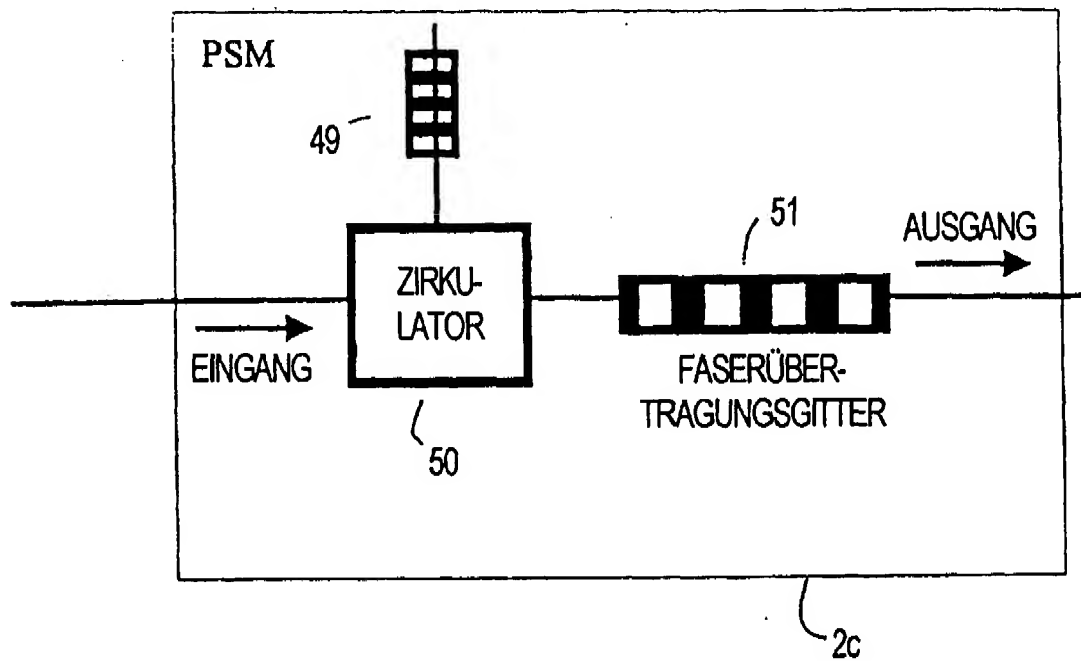 PSM
49
51
AUSGANG
ZIRKU-
LATOR
EINGANG
FASERÜBER-
TRAGUNGSGITTER
50
2c